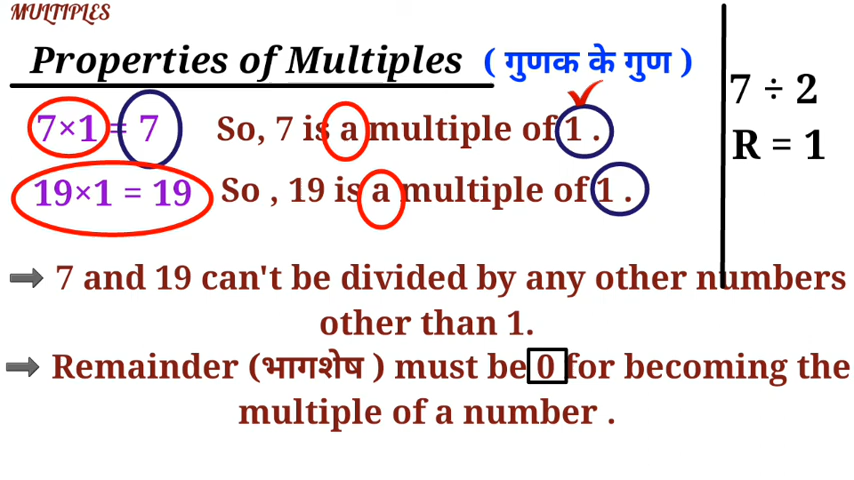 MULTIPLES
Properties of Multiples ( गुणक के गुण )
7×1 = 7 So, 7 is a multiple of 1 .
19×1 = 19 So , 19 is a multiple of 1 .
7 ÷ 2
R = 1
➡ 7 and 19 can't be divided by any other numbers
other than 1.
➡ Remainder (भागशेष ) must be 0 for becoming the
multiple of a number .